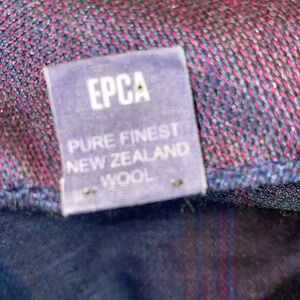 EPCA
PURE FINEST
NEW ZEALAND
WOOL